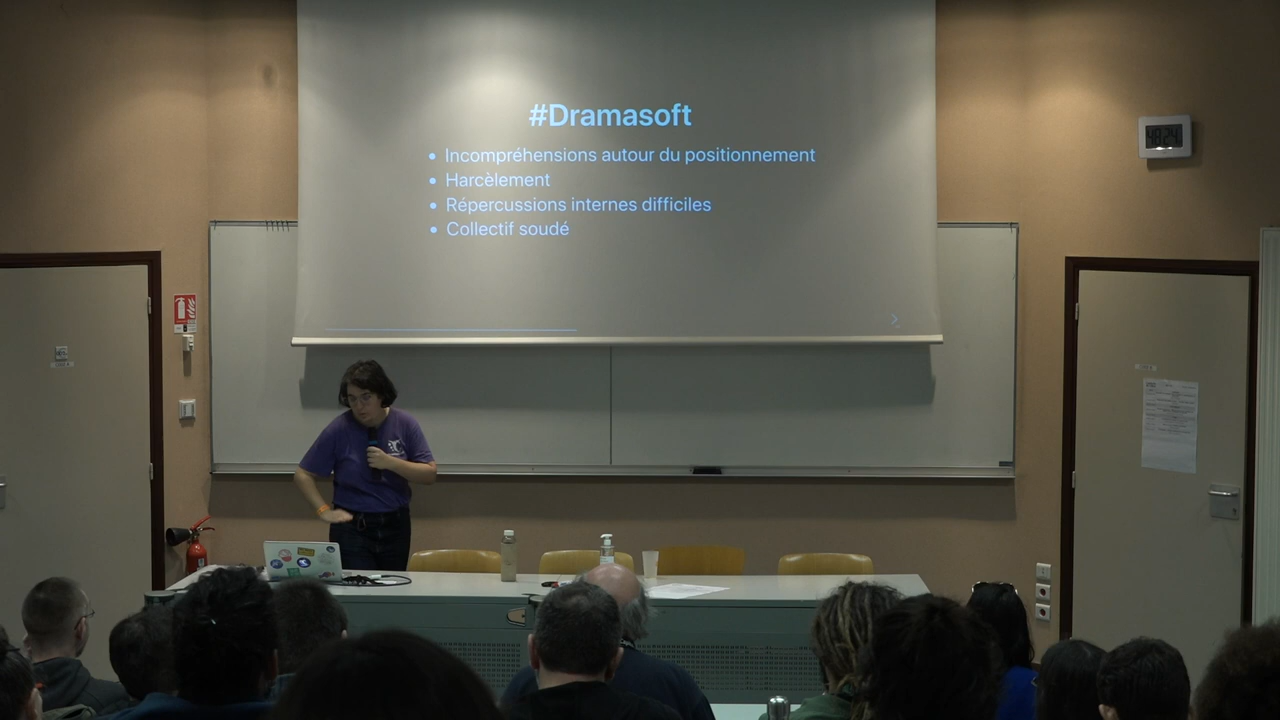 #Dramasoft
• Incompréhensions autour du positionnement
• Harcèlement
• Répercussions internes difficiles
• Collectif soudé